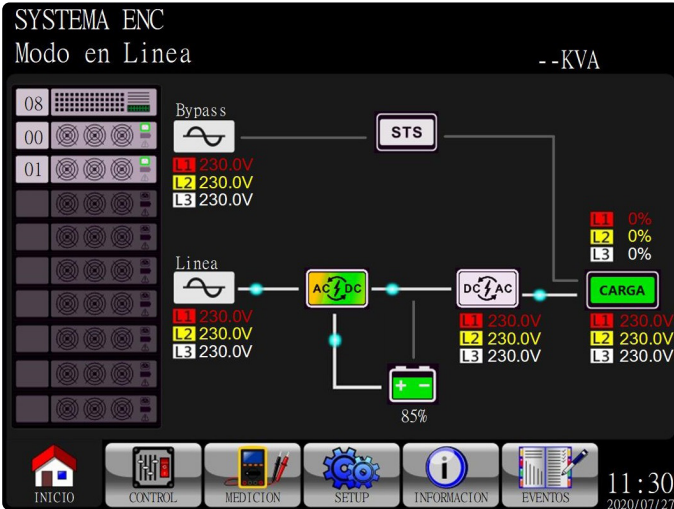 SYSTEMA ENC
Modo en Linea
--KVA
08
00
01
Bypass
STS
L1 230.0V
L2 230.0V
L3 230.0V
L1 0%
L2 0%
L3 0%
Linea
AC DC
DC AC
CARGA
L1 230.0V
L2 230.0V
L3 230.0V
L1 230.0V
L2 230.0V
L3 230.0V
L1 230.0V
L2 230.0V
L3 230.0V
+ −
85%
INICIO
CONTROL
MEDICION
SETUP
INFORMACION
EVENTOS
11:30
2020/07/27